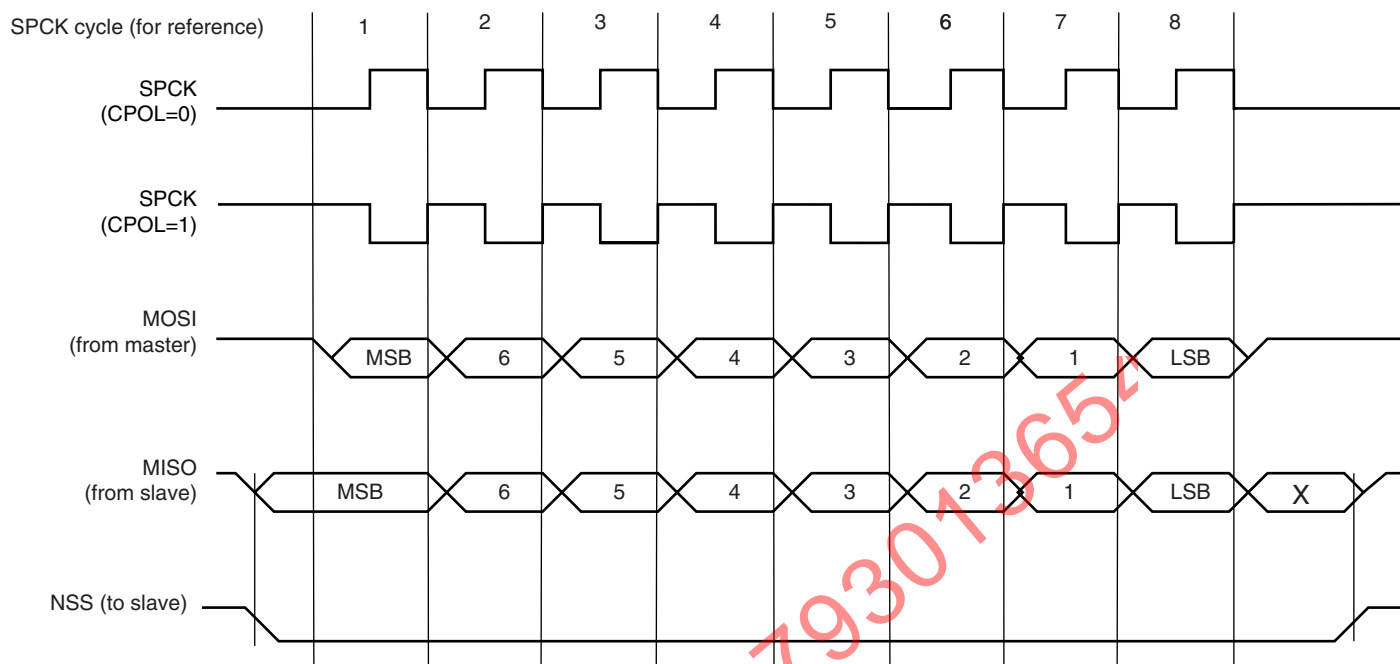 SPCK cycle (for reference) 1 2 3 4 5 6 7 8
SPCK
(CPOL=0)
SPCK
(CPOL=1)
MOSI
(from master)
MSB 6 5 4 3 2 1 LSB
MISO
(from slave)
MSB 6 5 4 3 2 1 LSB X
NSS (to slave)
793013654